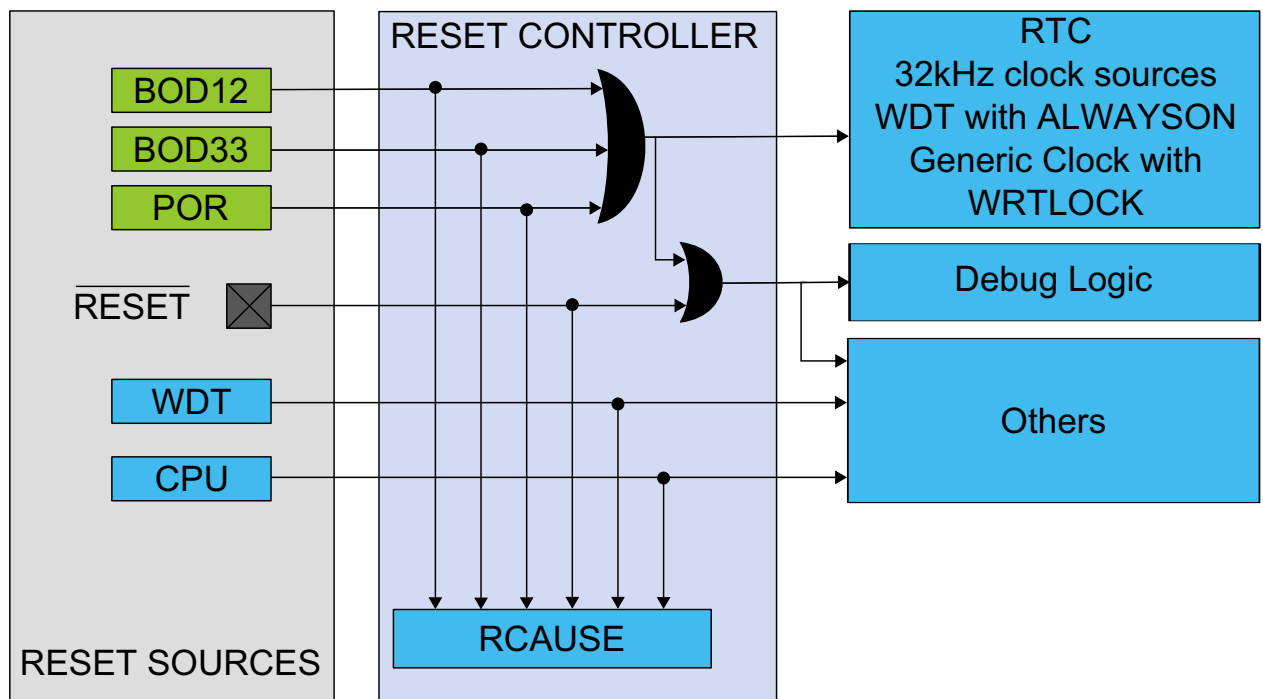 RESET CONTROLLER
BOD12
BOD33
POR
RESET
WDT
CPU
RESET SOURCES
RCAUSE
RTC
32kHz clock sources
WDT with ALWAYSON
Generic Clock with
WRTLOCK
Debug Logic
Others